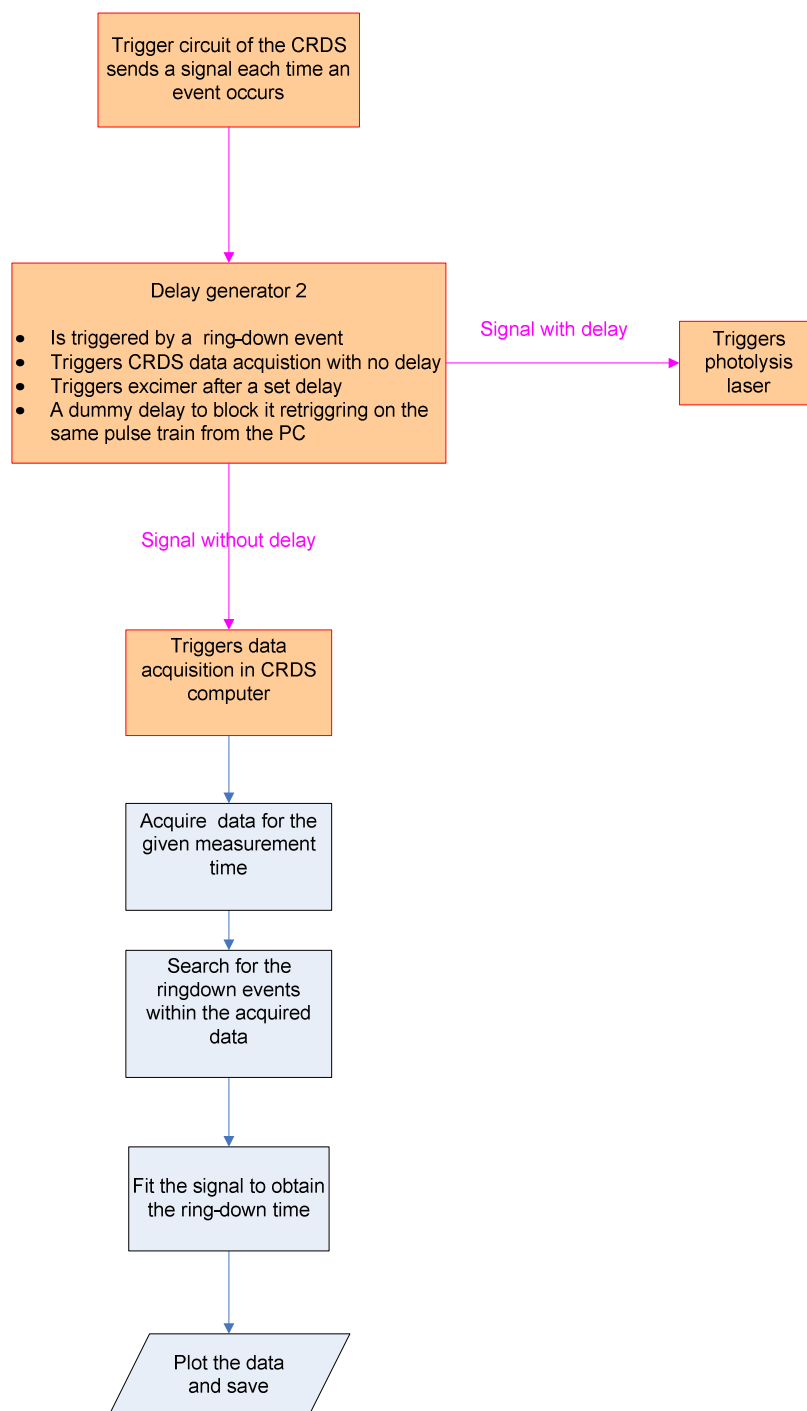 Trigger circuit of the CRDS
sends a signal each time an
event occurs
Delay generator 2
• Is triggered by a ring-down event
• Triggers CRDS data acquistion with no delay
• Triggers excimer after a set delay
• A dummy delay to block it retriggring on the
same pulse train from the PC
Signal with delay
Triggers
photolysis
laser
Signal without delay
Triggers data
acquisition in CRDS
computer
Acquire data for the
given measurement
time
Search for the
ringdown events
within the acquired
data
Fit the signal to obtain
the ring-down time
Plot the data
and save